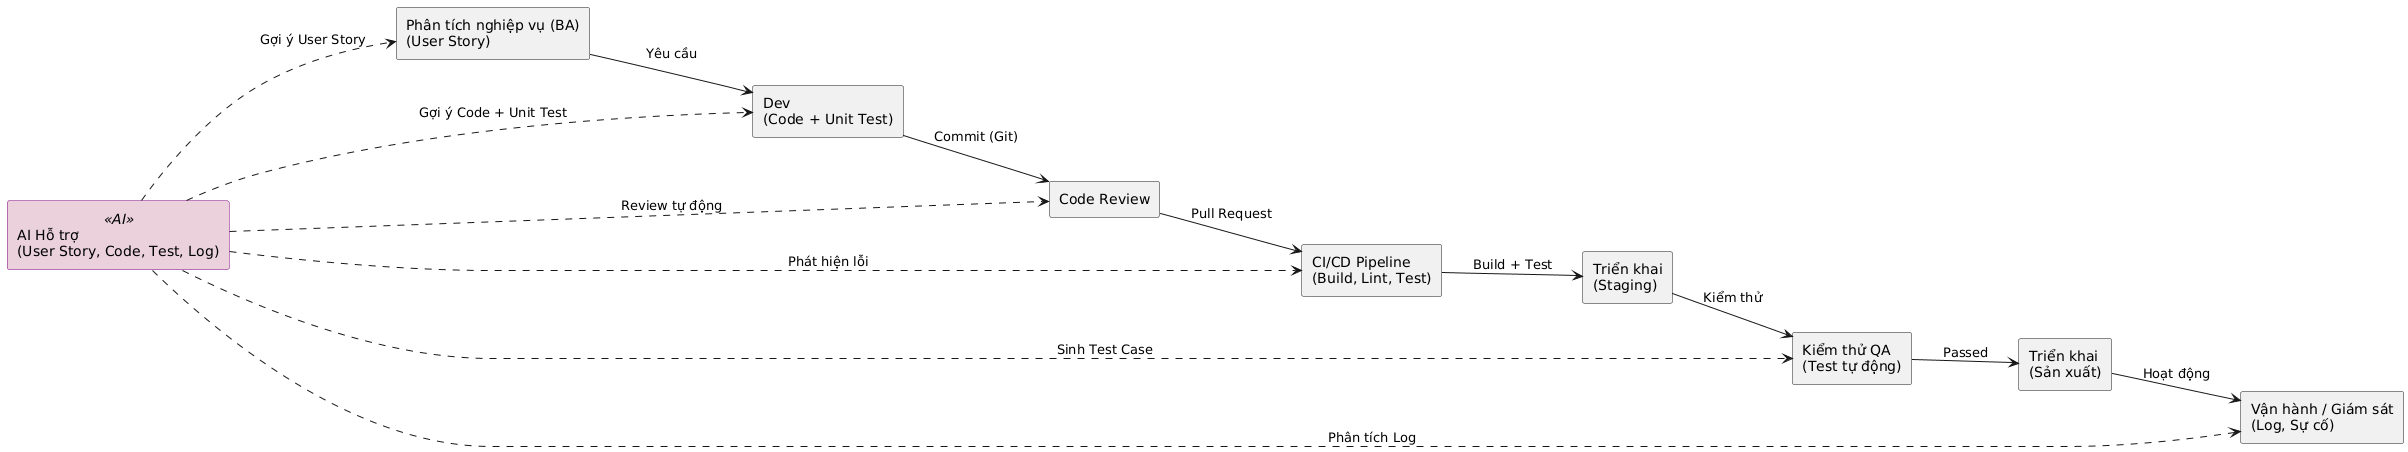 Phân tích nghiệp vụ (BA)
(User Story)
Gợi ý User Story
Yêu cầu
Dev
(Code + Unit Test)
Gợi ý Code + Unit Test
Commit (Git)
Code Review
Review tự động
Pull Request
«AI»
AI Hỗ trợ
(User Story, Code, Test, Log)
Phát hiện lỗi
CI/CD Pipeline
(Build, Lint, Test)
Build + Test
Triển khai
(Staging)
Kiểm thử
Sinh Test Case
Kiểm thử QA
(Test tự động)
Passed
Triển khai
(Sản xuất)
Hoạt động
Vận hành / Giám sát
(Log, Sự cố)
Phân tích Log